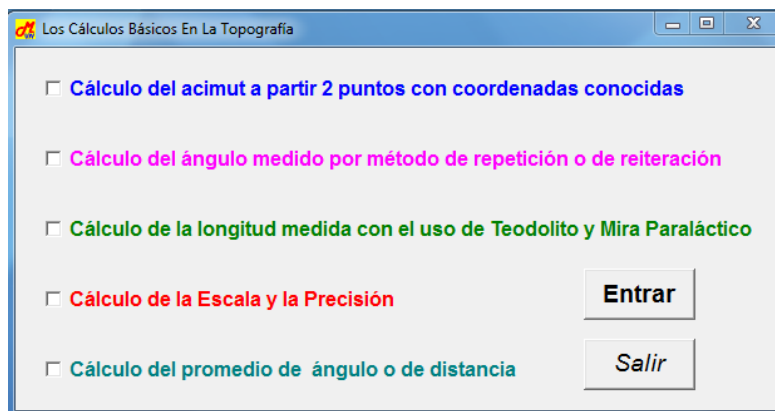 Los Cálculos Básicos En La Topografía
Cálculo del acimut a partir 2 puntos con coordenadas conocidas
Cálculo del ángulo medido por método de repetición o de reiteración
Cálculo de la longitud medida con el uso de Teodolito y Mira Paraláctico
Cálculo de la Escala y la Precisión
Entrar
Cálculo del promedio de ángulo o de distancia
Salir